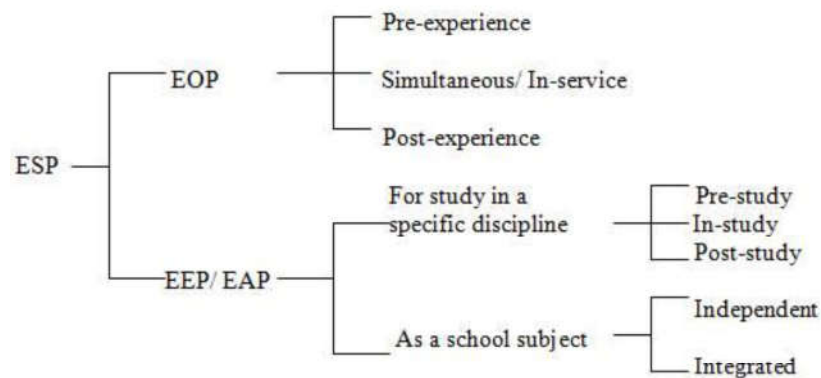 Pre-experience
EOP
Simultaneous/ In-service
Post-experience
ESP
For study in a
specific discipline
Pre-study
In-study
Post-study
EEP/ EAP
Independent
As a school subject
Integrated